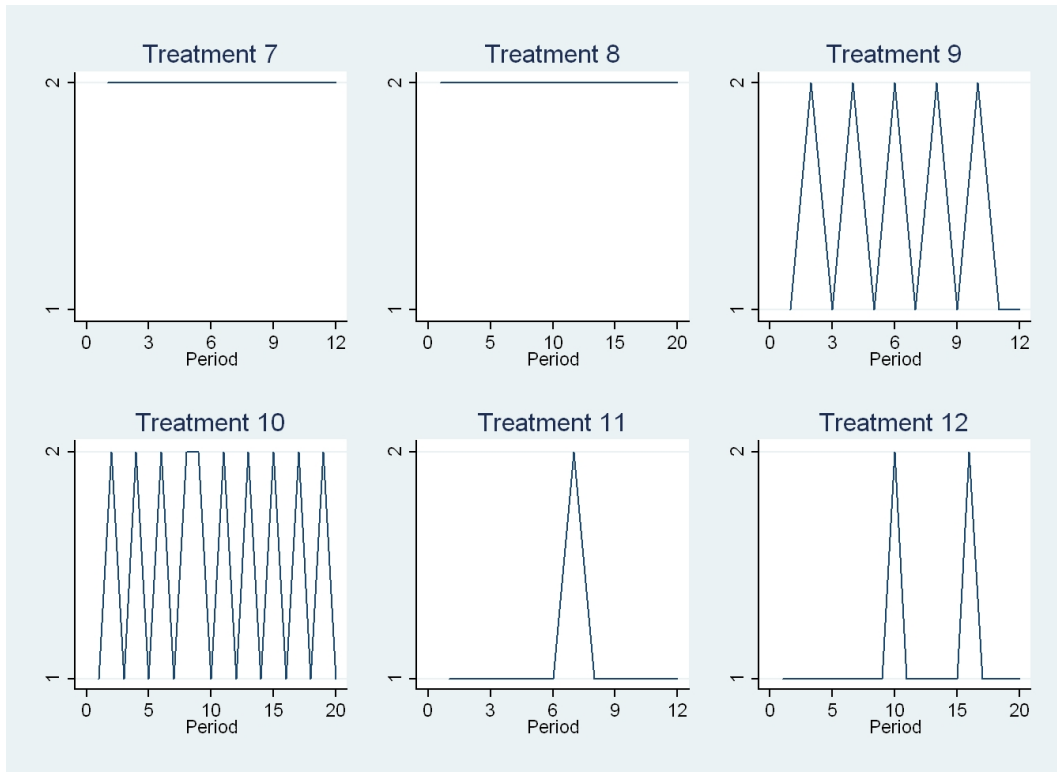 Treatment 7
2
1
0 3 6 9 12
Period
Treatment 8
2
1
0 5 10 15 20
Period
Treatment 9
2
1
0 3 6 9 12
Period
Treatment 10
2
1
0 5 10 15 20
Period
Treatment 11
2
1
0 3 6 9 12
Period
Treatment 12
2
1
0 5 10 15 20
Period